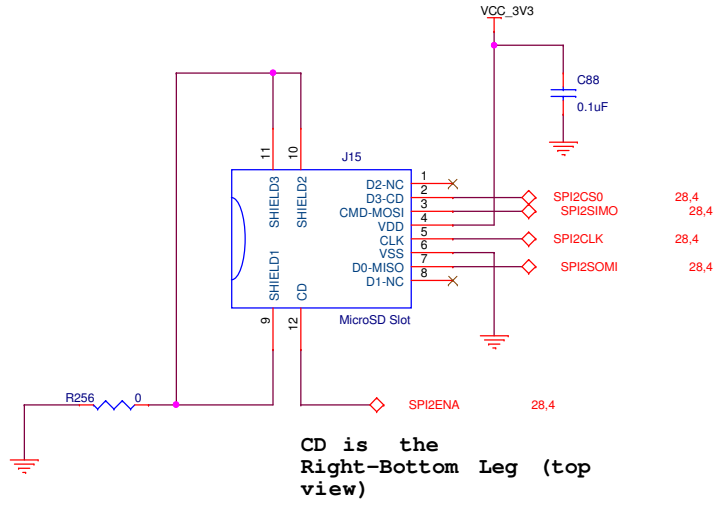 VCC_3V3
C88
0.1uF
J15
11
10
SHIELD3
SHIELD2
D2-NC 1
D3-CD 2 SPI2CS0 28,4
CMD-MOSI 3 SPI2SIMO 28,4
VDD 4
CLK 5 SPI2CLK 28,4
VSS 6
D0-MISO 7 SPI2SOMI 28,4
D1-NC 8
SHIELD1
CD
9
12
MicroSD Slot
R256 0
SPI2ENA 28,4
CD is the
Right-Bottom Leg (top
view)